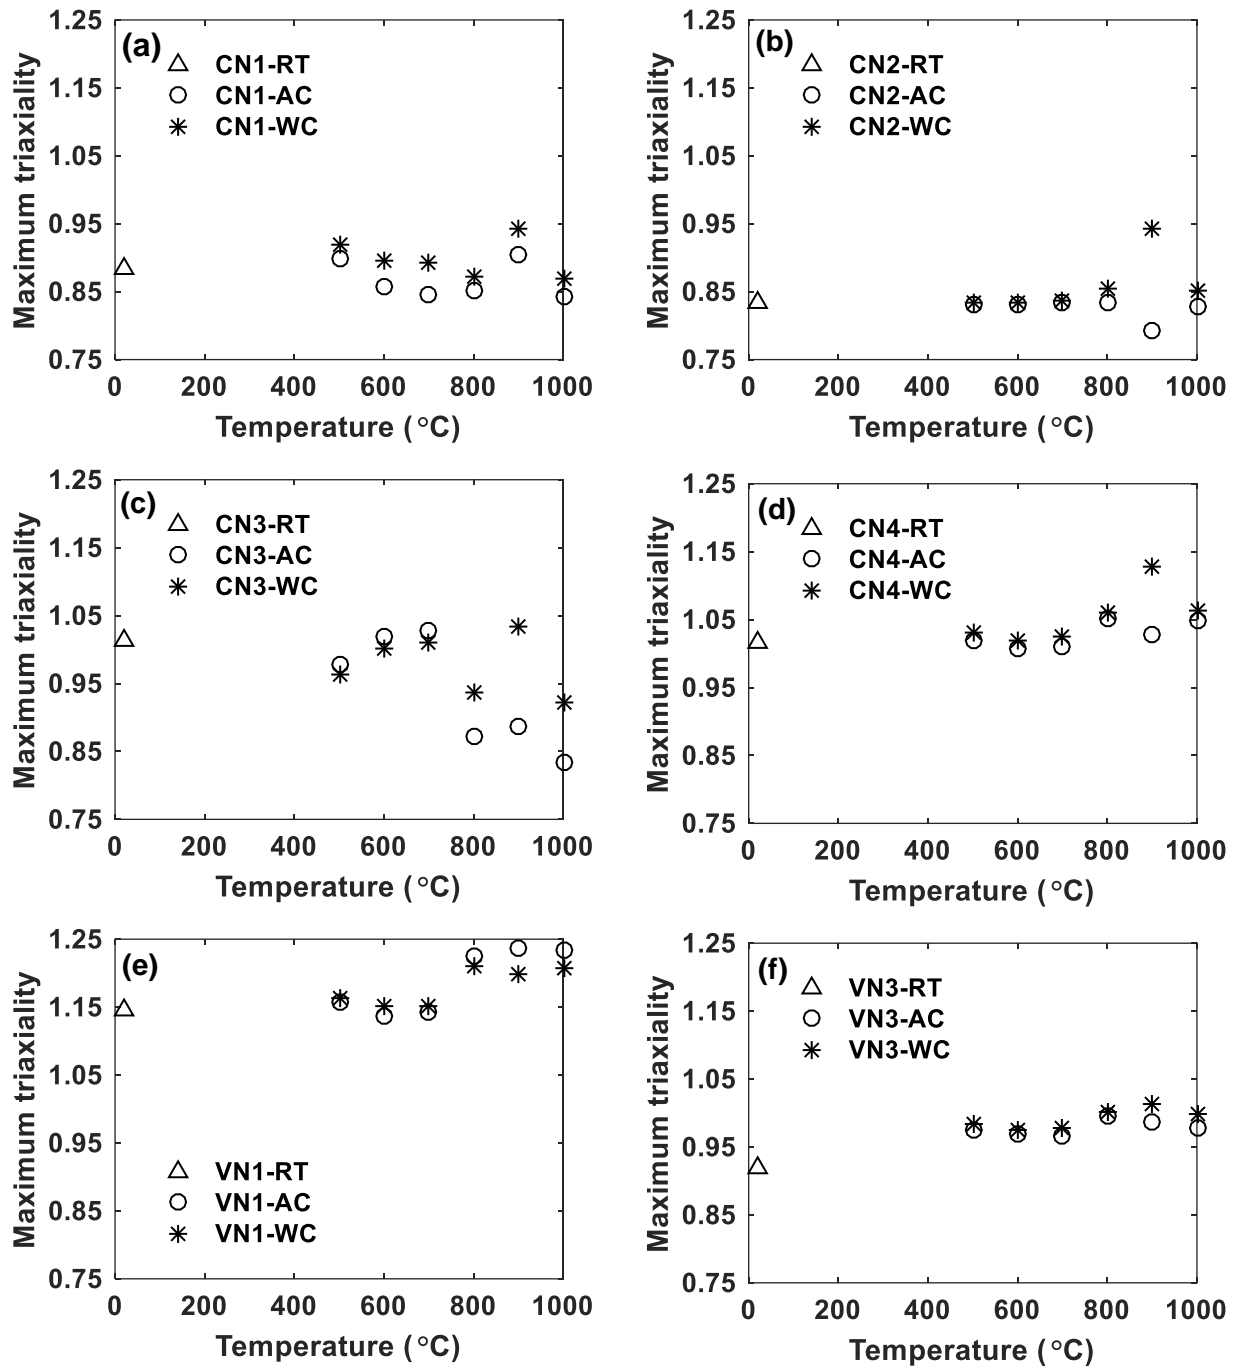 (a)
CN1-RT
CN1-AC
CN1-WC
1.25
1.15
1.05
0.95
0.85
0.75
Maximum triaxiality
0 200 400 600 800 1000
Temperature (°C)
(b)
CN2-RT
CN2-AC
CN2-WC
1.25
1.15
1.05
0.95
0.85
0.75
Maximum triaxiality
0 200 400 600 800 1000
Temperature (°C)
(c)
CN3-RT
CN3-AC
CN3-WC
1.25
1.15
1.05
0.95
0.85
0.75
Maximum triaxiality
0 200 400 600 800 1000
Temperature (°C)
(d)
CN4-RT
CN4-AC
CN4-WC
1.25
1.15
1.05
0.95
0.85
0.75
Maximum triaxiality
0 200 400 600 800 1000
Temperature (°C)
(e)
VN1-RT
VN1-AC
VN1-WC
1.25
1.15
1.05
0.95
0.85
0.75
Maximum triaxiality
0 200 400 600 800 1000
Temperature (°C)
(f)
VN3-RT
VN3-AC
VN3-WC
1.25
1.15
1.05
0.95
0.85
0.75
Maximum triaxiality
0 200 400 600 800 1000
Temperature (°C)